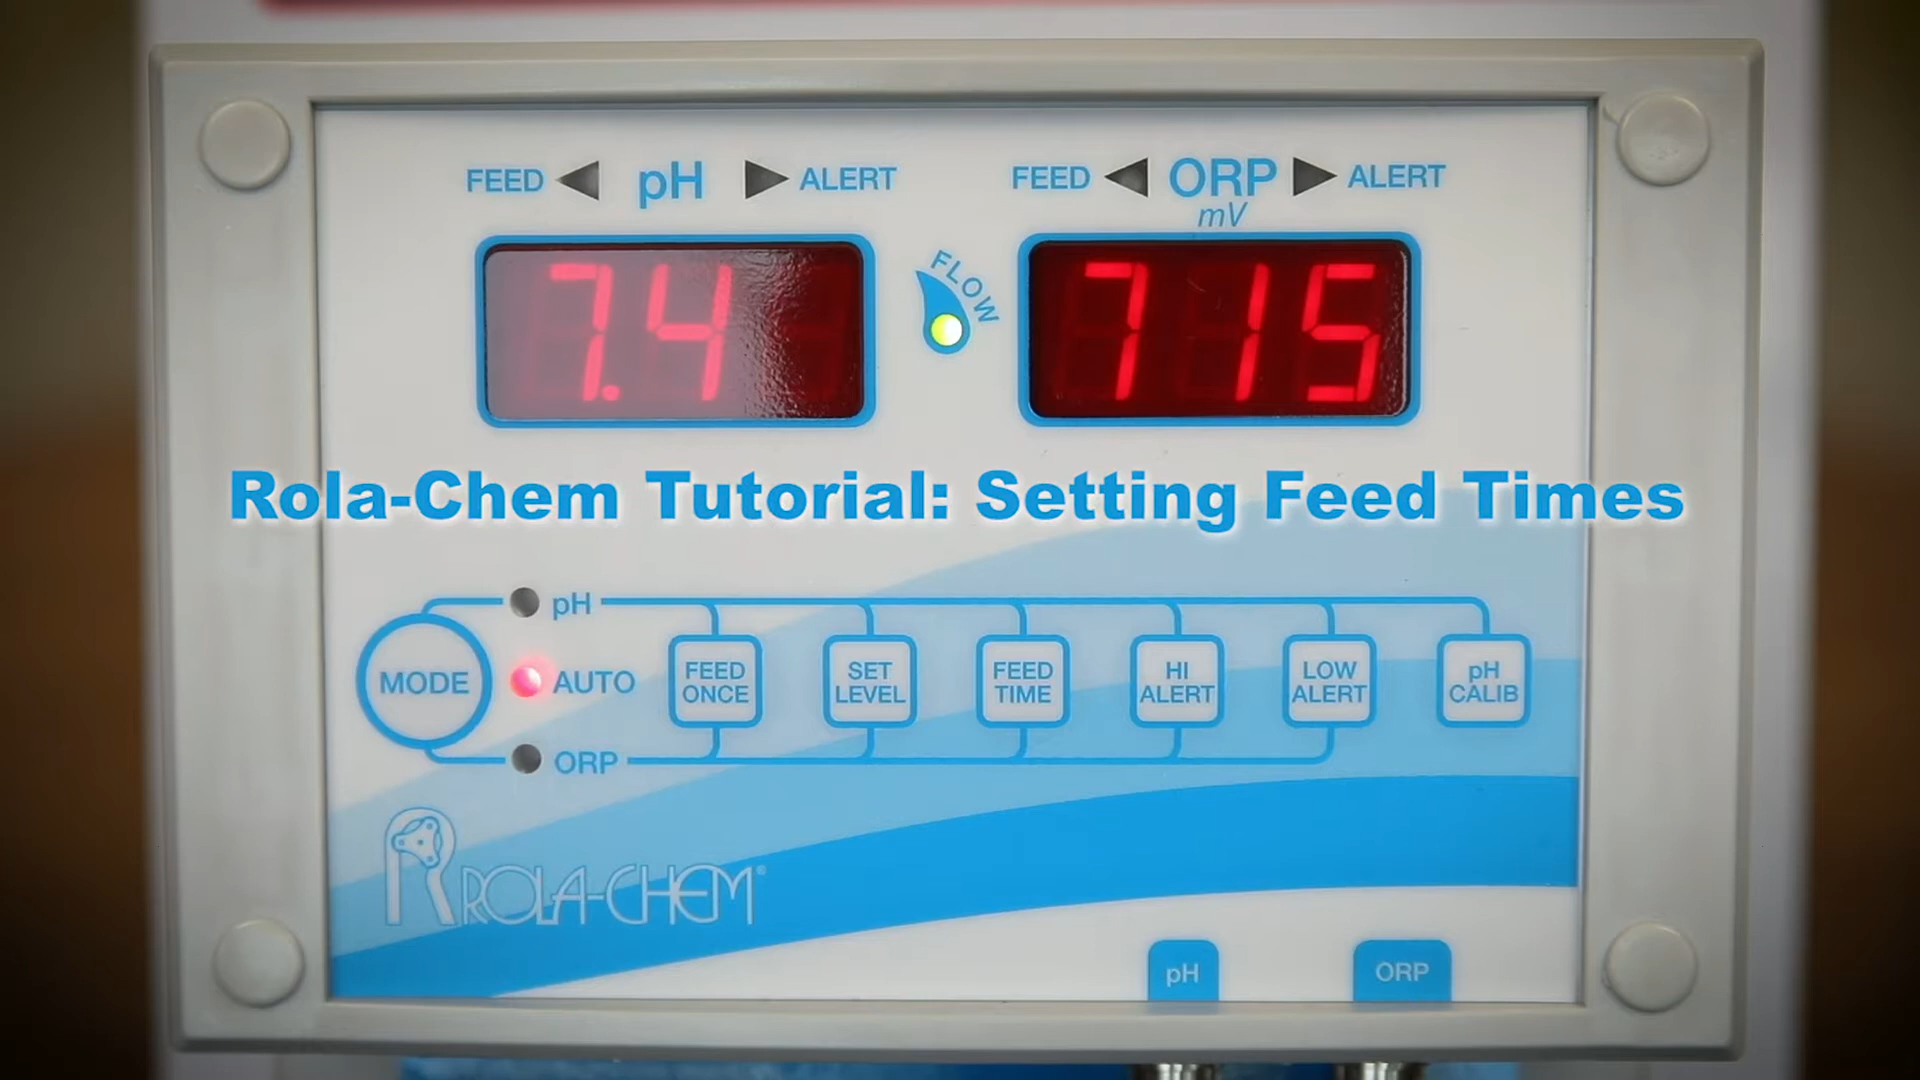 FEED pH ALERT
FEED ORP ALERT
mV
7.4
FLOW
715
Rola-Chem Tutorial: Setting Feed Times
MODE
pH
AUTO
ORP
FEED
ONCE
SET
LEVEL
FEED
TIME
HI
ALERT
LOW
ALERT
pH
CALIB
R ROLA-CHEM®
pH
ORP